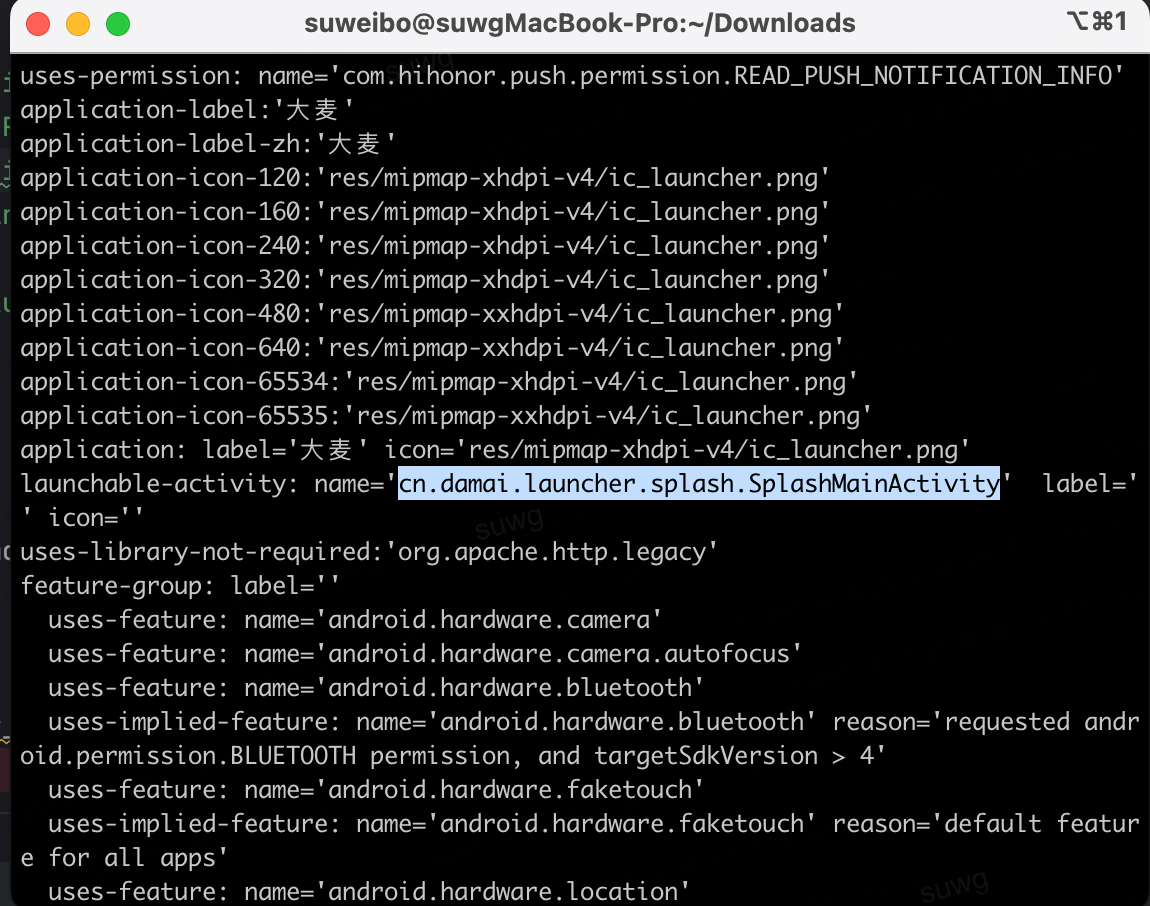 suweibo@suwgMacBook-Pro:~/Downloads
⌥⌘1
uses-permission: name='com.hihonor.push.permission.READ_PUSH_NOTIFICATION_INFO'
application-label:'大麦'
application-label-zh:'大麦'
application-icon-120:'res/mipmap-xhdpi-v4/ic_launcher.png'
application-icon-160:'res/mipmap-xhdpi-v4/ic_launcher.png'
application-icon-240:'res/mipmap-xhdpi-v4/ic_launcher.png'
application-icon-320:'res/mipmap-xhdpi-v4/ic_launcher.png'
application-icon-480:'res/mipmap-xxhdpi-v4/ic_launcher.png'
application-icon-640:'res/mipmap-xxhdpi-v4/ic_launcher.png'
application-icon-65534:'res/mipmap-xhdpi-v4/ic_launcher.png'
application-icon-65535:'res/mipmap-xxhdpi-v4/ic_launcher.png'
application: label='大麦' icon='res/mipmap-xhdpi-v4/ic_launcher.png'
launchable-activity: name='cn.damai.launcher.splash.SplashMainActivity'  label='
' icon=''
uses-library-not-required:'org.apache.http.legacy'
feature-group: label=''
  uses-feature: name='android.hardware.camera'
  uses-feature: name='android.hardware.camera.autofocus'
  uses-feature: name='android.hardware.bluetooth'
  uses-implied-feature: name='android.hardware.bluetooth' reason='requested andr
oid.permission.BLUETOOTH permission, and targetSdkVersion > 4'
  uses-feature: name='android.hardware.faketouch'
  uses-implied-feature: name='android.hardware.faketouch' reason='default featur
e for all apps'
  uses-feature: name='android.hardware.location'
suwg
suwg
suwg